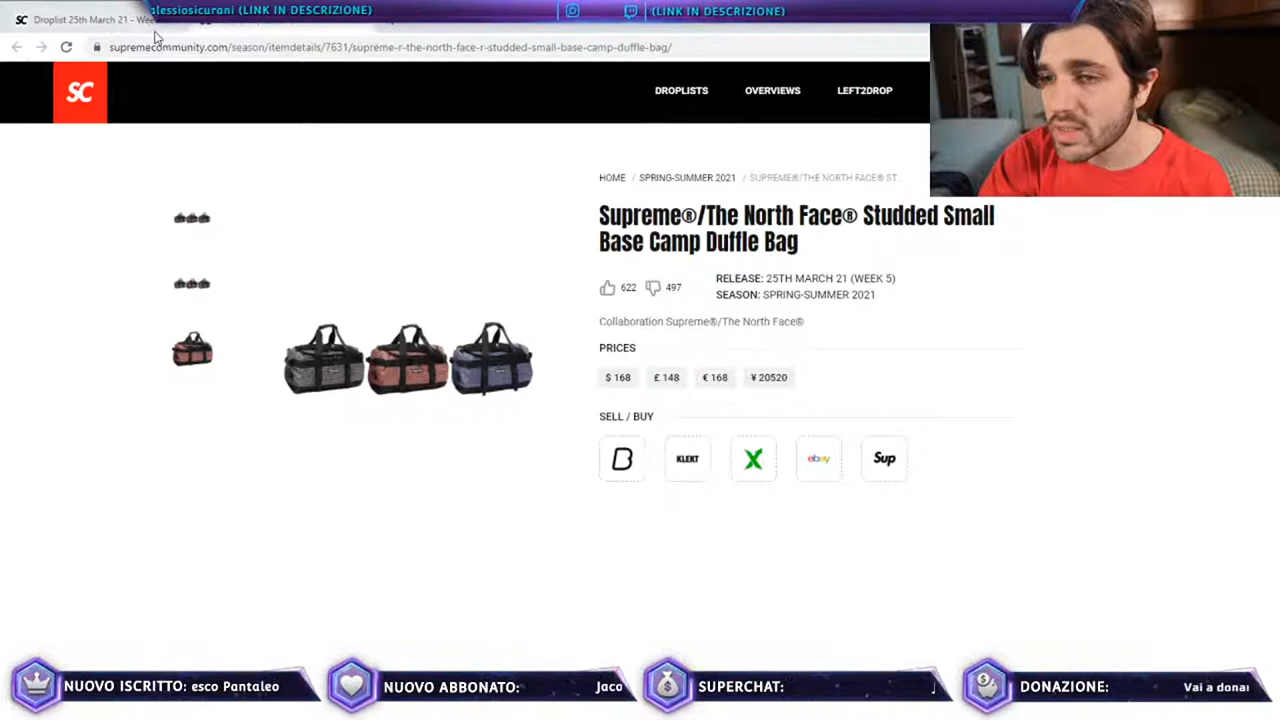 alessiosicurani (LINK IN DESCRIZIONE)
(LINK IN DESCRIZIONE)
SC Droplist 25th March 21 - Wee
supremecommunity.com/season/itemdetails/7631/supreme-r-the-north-face-r-studded-small-base-camp-duffle-bag/
SC
DROPLISTS OVERVIEWS LEFT2DROP
HOME / SPRING-SUMMER 2021 / SUPREME®/THE NORTH FACE® ST...
Supreme®/The North Face® Studded Small
Base Camp Duffle Bag
622 497
RELEASE: 25TH MARCH 21 (WEEK 5)
SEASON: SPRING-SUMMER 2021
Collaboration Supreme®/The North Face®
PRICES
$ 168 £ 148 € 168 ¥ 20520
SELL / BUY
B KLEKT X ebay Sup
NUOVO ISCRITTO: esco Pantaleo
NUOVO ABBONATO: Jaco
SUPERCHAT:
DONAZIONE: Vai a donar